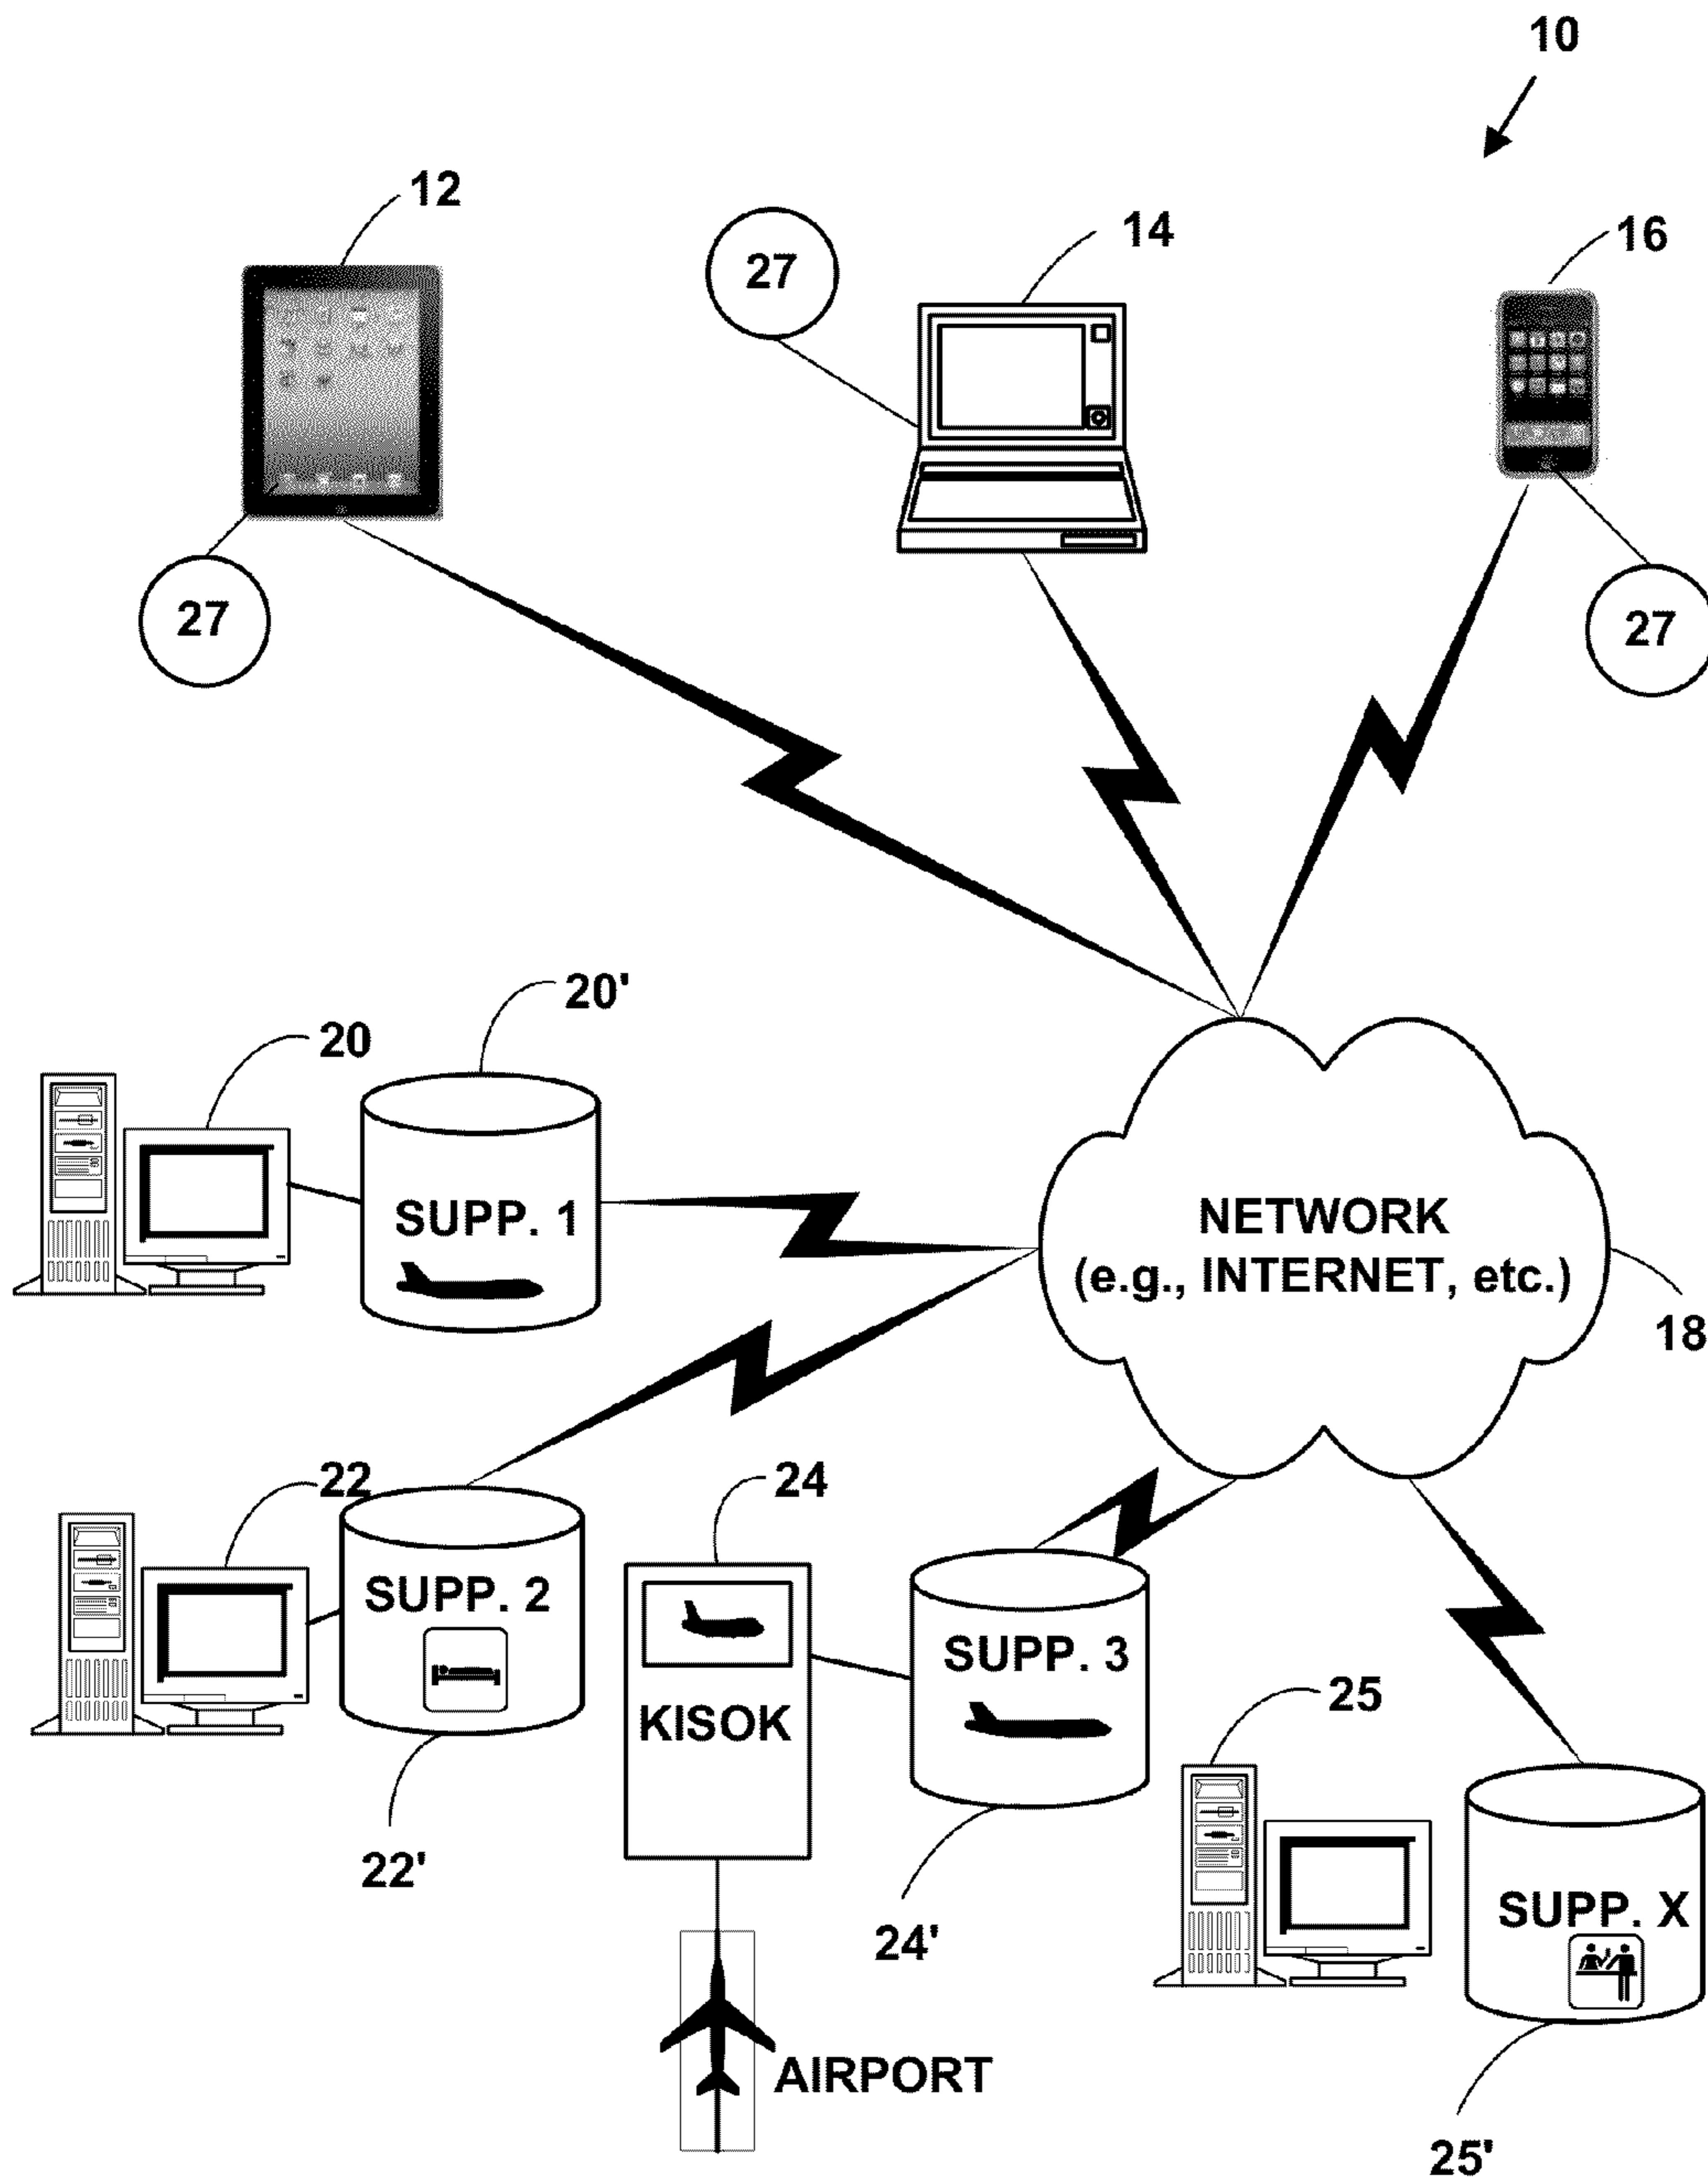 10
12
14
16
27
27
27
20'
20
NETWORK
(e.g., INTERNET, etc.)
18
SUPP. 1
22
24
SUPP. 2
SUPP. 3
KISOK
25
22'
24'
SUPP. X
AIRPORT
25'